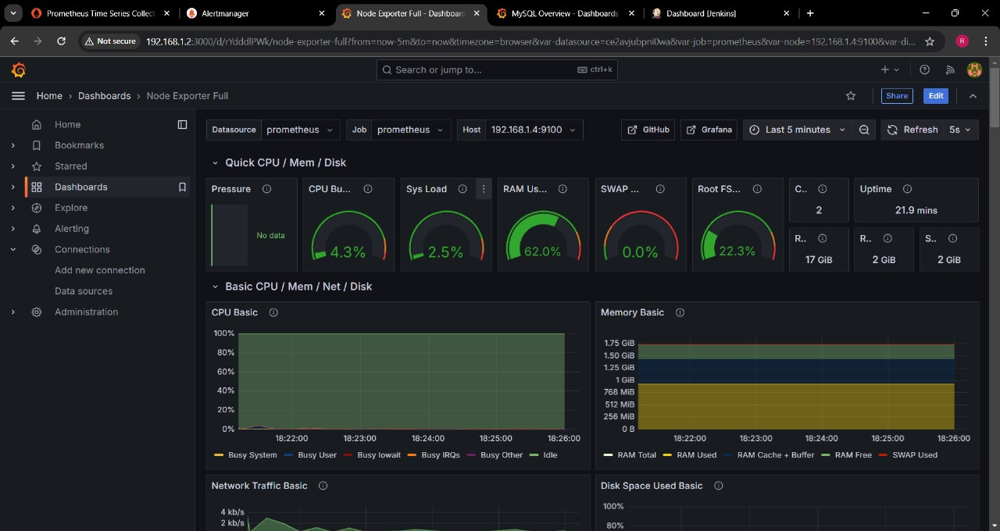 Prometheus Time Series Collect
Alertmanager
Node Exporter Full - Dashboard
MySQL Overview - Dashboards
Dashboard [Jenkins]
Not secure
192.168.1.2:3000/d/rYdddlPWk/node-exporter-full?from=now-5m&to=now&timezone=browser&var-datasource=ce2avjubpni0wa&var-job=prometheus&var-node=192.168.1.4:9100&var-di...
R
Search or jump to...
ctrl+k
Home › Dashboards › Node Exporter Full
Share
Edit
Home
Bookmarks
Starred
Dashboards
Explore
Alerting
Connections
Add new connection
Data sources
Administration
Datasource prometheus
Job prometheus
Host 192.168.1.4:9100
GitHub
Grafana
Last 5 minutes
Refresh 5s
Quick CPU / Mem / Disk
Pressure
No data
CPU Bu...
4.3%
Sys Load
2.5%
RAM Us...
62.0%
SWAP ...
0.0%
Root FS...
22.3%
C..
2
Uptime
21.9 mins
R..
17 GiB
R..
2 GiB
S..
2 GiB
Basic CPU / Mem / Net / Disk
CPU Basic
100%
80%
60%
40%
20%
0%
18:22:00 18:23:00 18:24:00 18:25:00 18:26:00
Busy System Busy User Busy Iowait Busy IRQs Busy Other Idle
Memory Basic
1.75 GiB
1.50 GiB
1.25 GiB
1 GiB
768 MiB
512 MiB
256 MiB
0 B
18:22:00 18:23:00 18:24:00 18:25:00 18:26:00
RAM Total RAM Used RAM Cache + Buffer RAM Free SWAP Used
Network Traffic Basic
4 kb/s
2 kb/s
Disk Space Used Basic
100%
80%